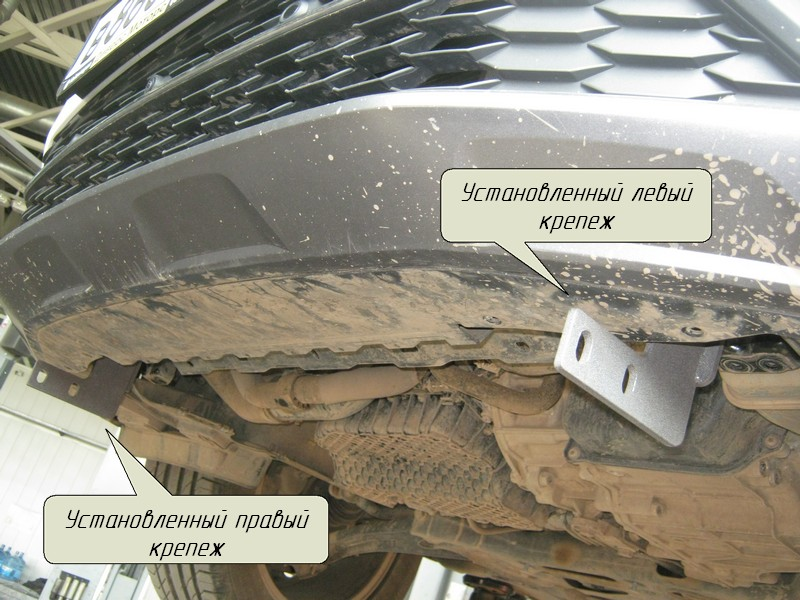 Установленный левый
крепеж
Установленный правый
крепеж